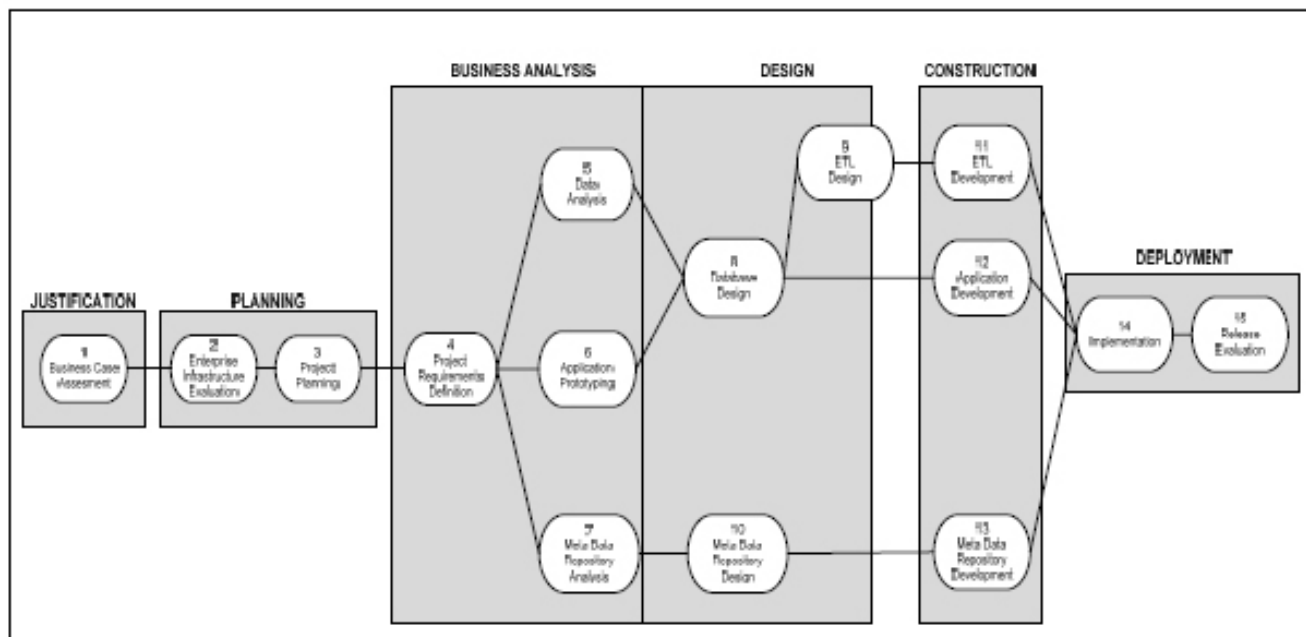 BUSINESS ANALYSIS
DESIGN
CONSTRUCTION
9
ETL
Design
11
ETL
Development
5
Data
Analysis
8
Database
Design
12
Application
Development
DEPLOYMENT
JUSTIFICATION
PLANNING
1
Business Case
Assesment
2
Enterprise
Infrastructure
Evaluation
3
Project
Planning
4
Project
Requirements
Definition
6
Application
Prototyping
14
Implementation
15
Release
Evaluation
7
Meta Data
Repository
Analysis
10
Meta Data
Repository
Design
13
Meta Data
Repository
Development